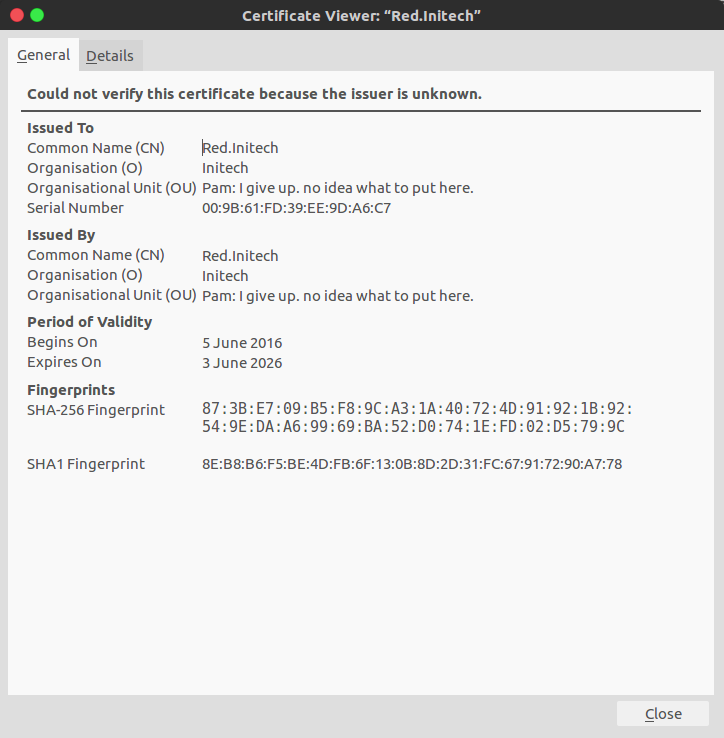 Certificate Viewer: “Red.Initech”
General Details
Could not verify this certificate because the issuer is unknown.
Issued To
Common Name (CN) Red.Initech
Organisation (O) Initech
Organisational Unit (OU) Pam: I give up. no idea what to put here.
Serial Number 00:9B:61:FD:39:EE:9D:A6:C7
Issued By
Common Name (CN) Red.Initech
Organisation (O) Initech
Organisational Unit (OU) Pam: I give up. no idea what to put here.
Period of Validity
Begins On 5 June 2016
Expires On 3 June 2026
Fingerprints
SHA-256 Fingerprint 87:3B:E7:09:B5:F8:9C:A3:1A:40:72:4D:91:92:1B:92:
54:9E:DA:A6:99:69:BA:52:D0:74:1E:FD:02:D5:79:9C
SHA1 Fingerprint 8E:B8:B6:F5:BE:4D:FB:6F:13:0B:8D:2D:31:FC:67:91:72:90:A7:78
Close